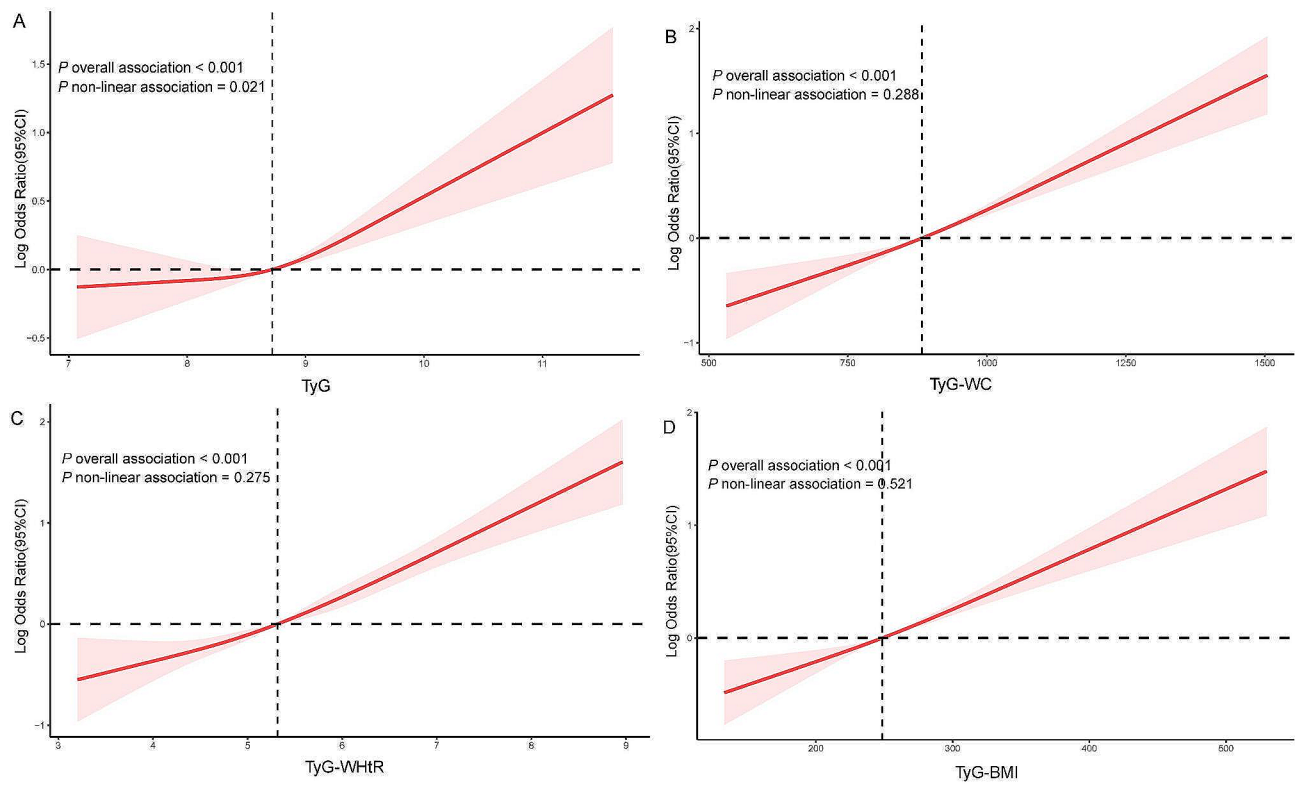 A
P overall association < 0.001
P non-linear association = 0.021
Log Odds Ratio(95%CI)
1.5
1.0
0.5
0.0
−0.5
7 8 9 10 11
TyG
B
P overall association < 0.001
P non-linear association = 0.288
Log Odds Ratio(95%CI)
2
1
0
−1
500 750 1000 1250 1500
TyG-WC
C
P overall association < 0.001
P non-linear association = 0.275
Log Odds Ratio(95%CI)
2
1
0
−1
3 4 5 6 7 8 9
TyG-WHtR
D
P overall association < 0.001
P non-linear association = 0.521
Log Odds Ratio(95%CI)
2
1
0
200 300 400 500
TyG-BMI